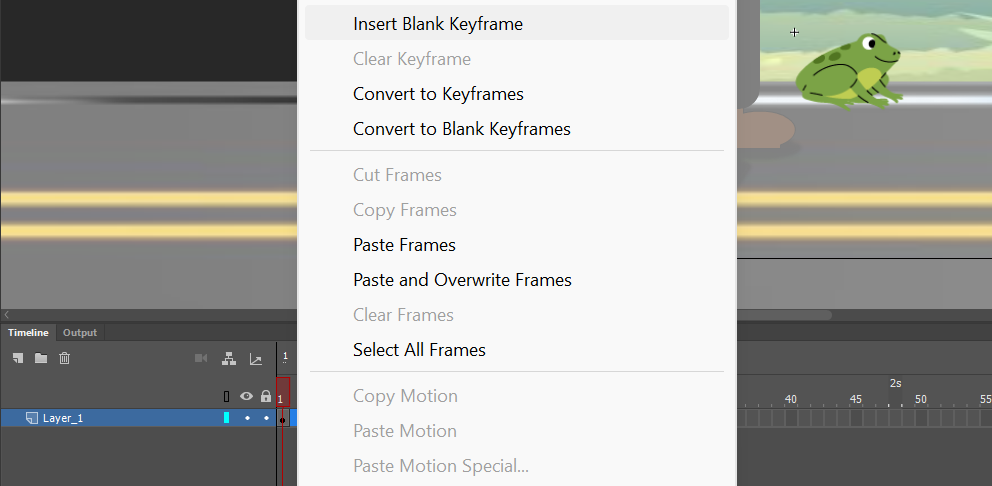 Insert Blank Keyframe
Clear Keyframe
Convert to Keyframes
Convert to Blank Keyframes
Cut Frames
Copy Frames
Paste Frames
Paste and Overwrite Frames
Clear Frames
Select All Frames
Copy Motion
Paste Motion
Paste Motion Special...
Timeline Output
1
2s
1 40 45 50 55
Layer_1